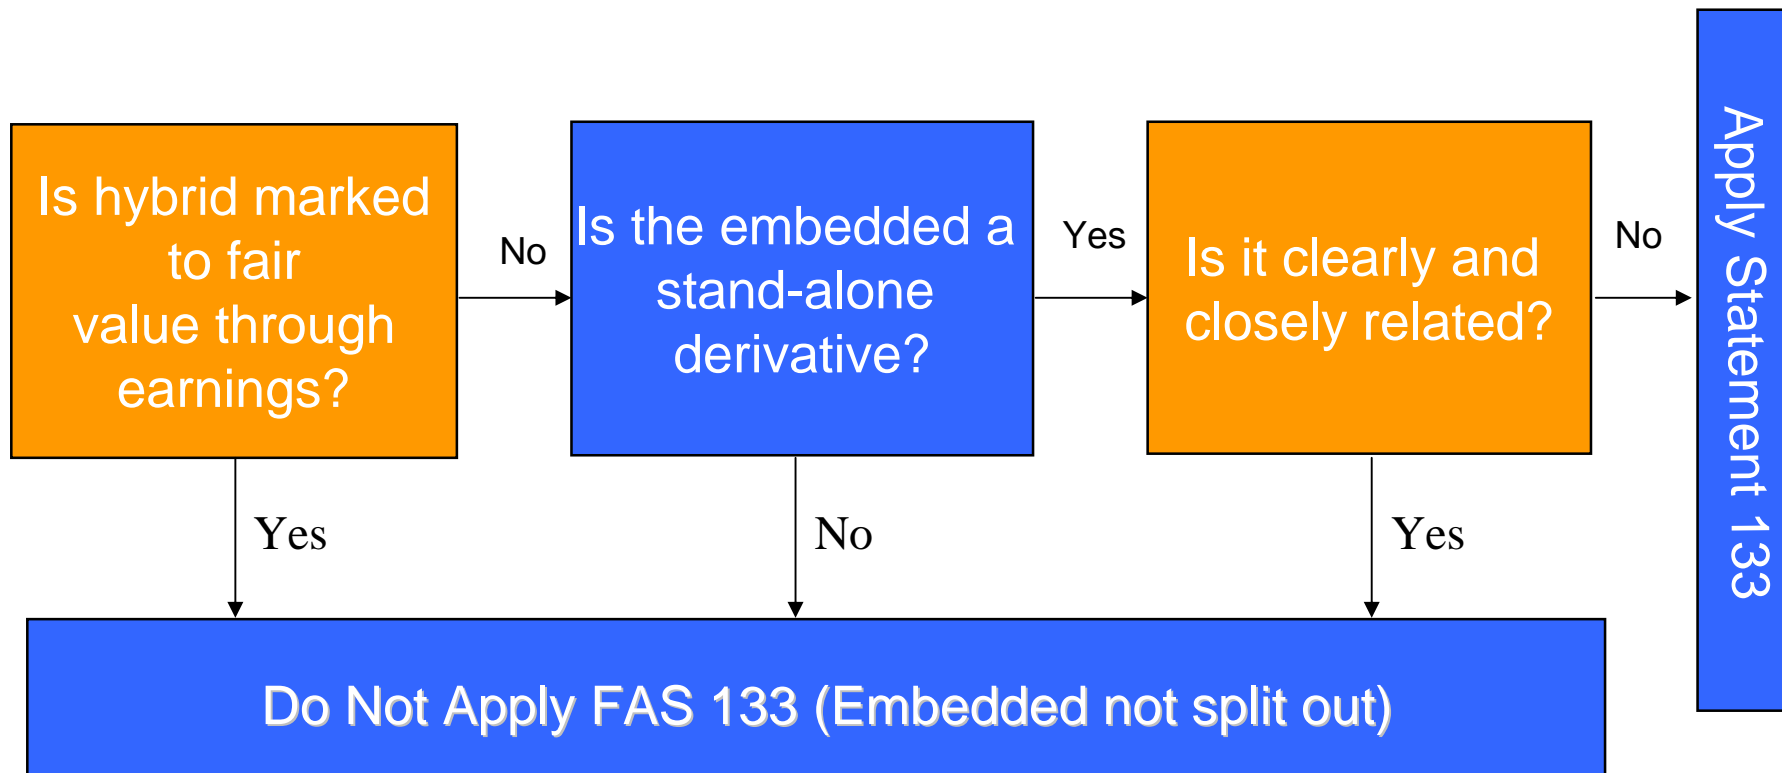 Is hybrid marked
to fair
value through
earnings?
No
Is the embedded a
stand-alone
derivative?
Yes
Is it clearly and
closely related?
No
Apply Statement 133
Yes
No
Yes
Do Not Apply FAS 133 (Embedded not split out)